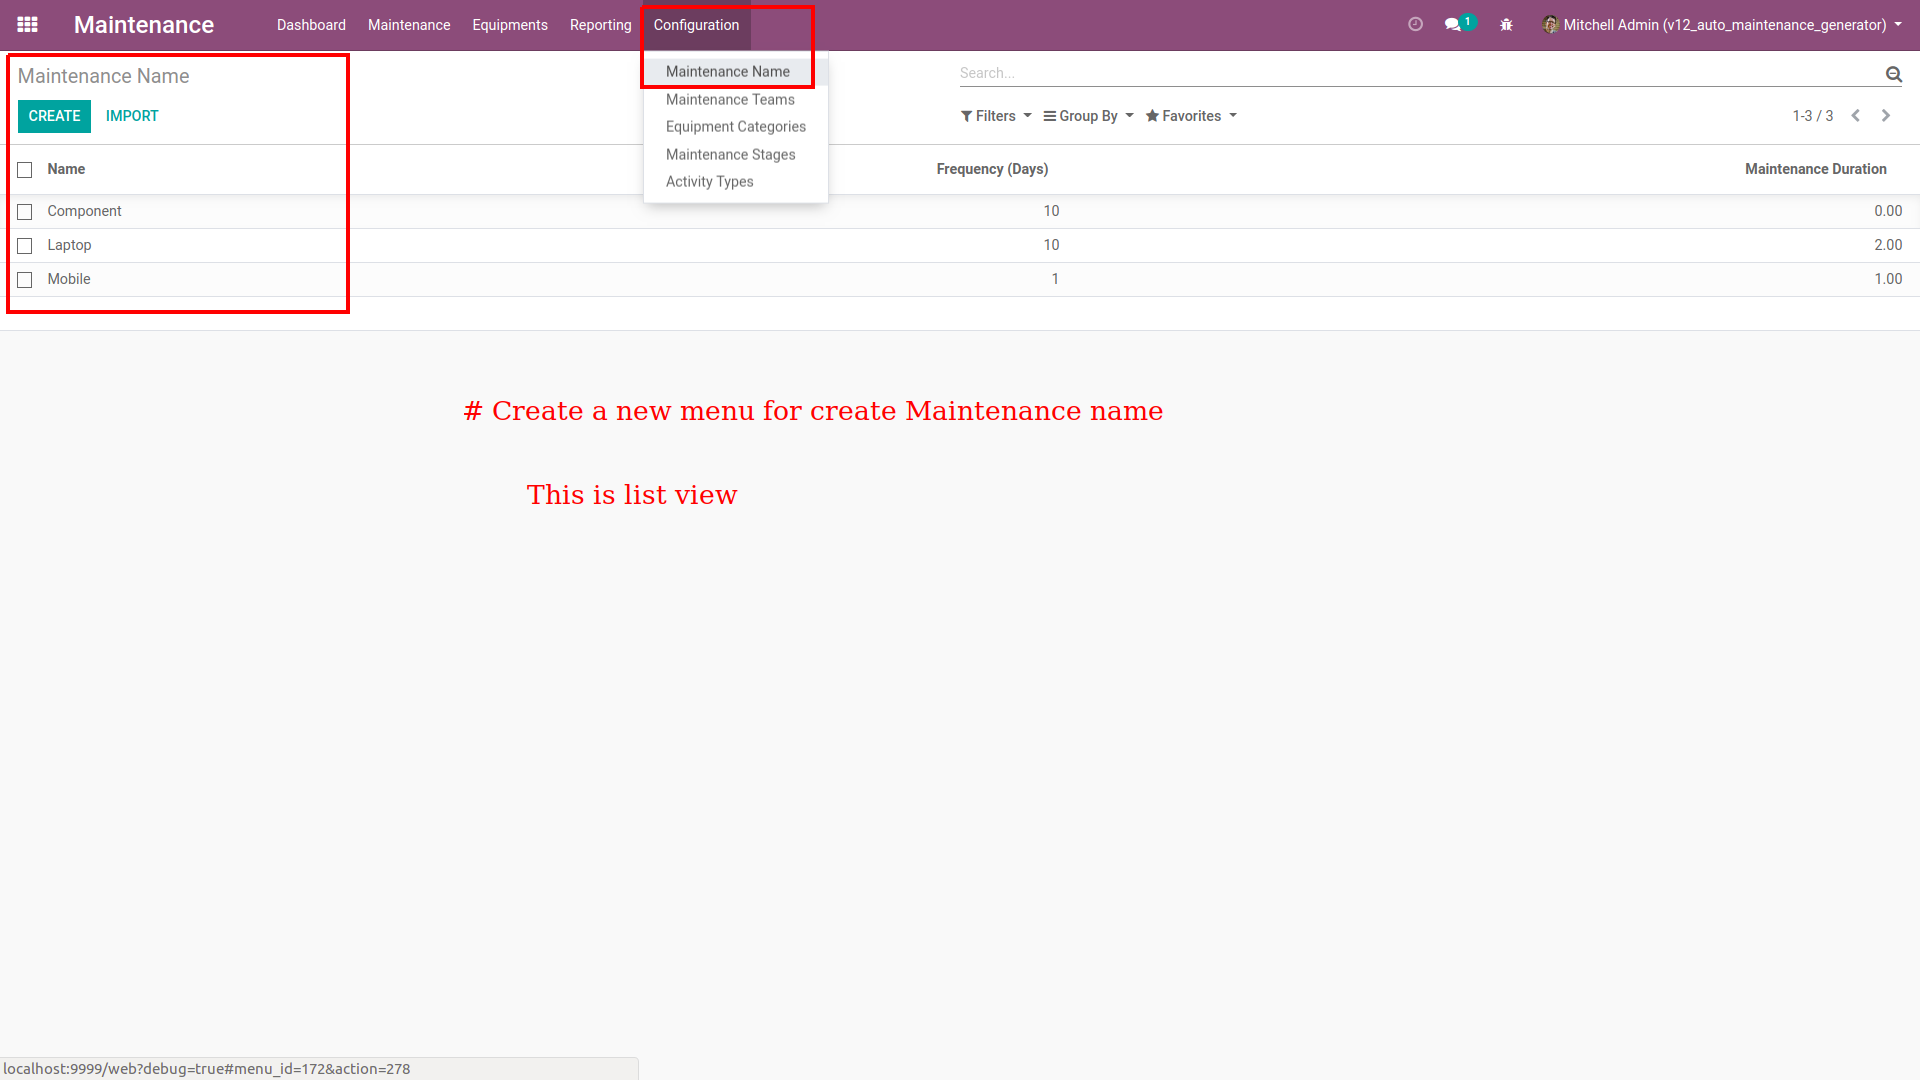 Maintenance Dashboard Maintenance Equipments Reporting Configuration 1 Mitchell Admin (v12_auto_maintenance_generator)
Maintenance Name
CREATE IMPORT
Maintenance Name
Maintenance Teams
Equipment Categories
Maintenance Stages
Activity Types
Search...
Filters Group By Favorites 1-3 / 3
Name Frequency (Days) Maintenance Duration
Component 10 0.00
Laptop 10 2.00
Mobile 1 1.00
# Create a new menu for create Maintenance name
This is list view
localhost:9999/web?debug=true#menu_id=172&action=278